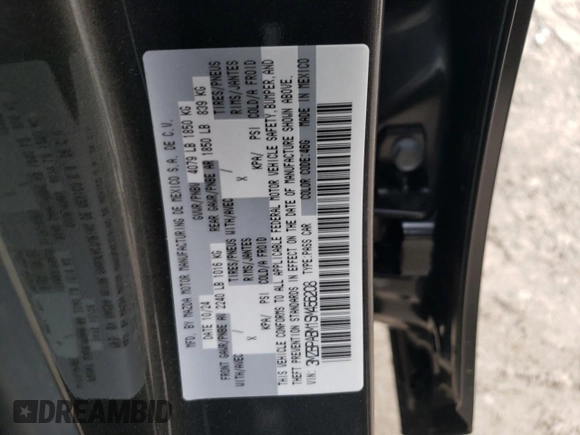 MFD BY MAZDA MOTOR MANUFACTURING DE MEXICO S.A. DE C.V.
DATE 10/24 GVWR/PNBV 4079 LB 1850 KG
FRONT GAWR/PNBE AV 2240 LB 1016 KG REAR GAWR/PNBE AR 1850 LB 839 KG
WITH/AVEC TIRES/PNEUS WITH/AVEC TIRES/PNEUS
X RIMS/JANTES X RIMS/JANTES
KPA/ PSI COLD/A FROID KPA/ PSI COLD/A FROID
THIS VEHICLE CONFORMS TO ALL APPLICABLE FEDERAL MOTOR VEHICLE SAFETY, BUMPER, AND
THEFT PREVENTION STANDARDS IN EFFECT ON THE DATE OF MANUFACTURE SHOWN ABOVE.
COLOR CODE:46G MADE IN MEXICO
VIN: 3MZBPABM19M456208 TYPE:PASS CAR
DREAMBID